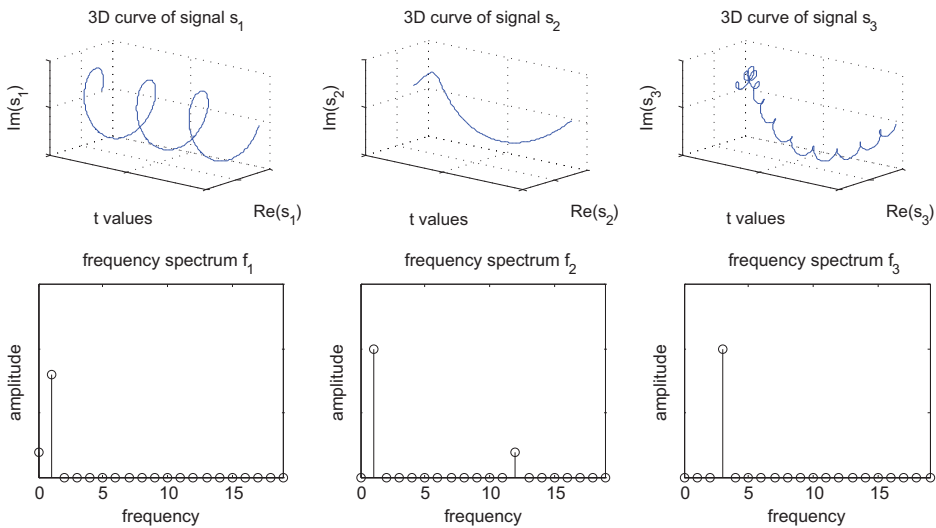 3D curve of signal s₁
3D curve of signal s₂
3D curve of signal s₃
Im(s₁)
t values
Re(s₁)
Im(s₂)
t values
Re(s₂)
Im(s₃)
t values
Re(s₃)
frequency spectrum f₁
frequency spectrum f₂
frequency spectrum f₃
amplitude
0 5 10 15
frequency
amplitude
0 5 10 15
frequency
amplitude
0 5 10 15
frequency